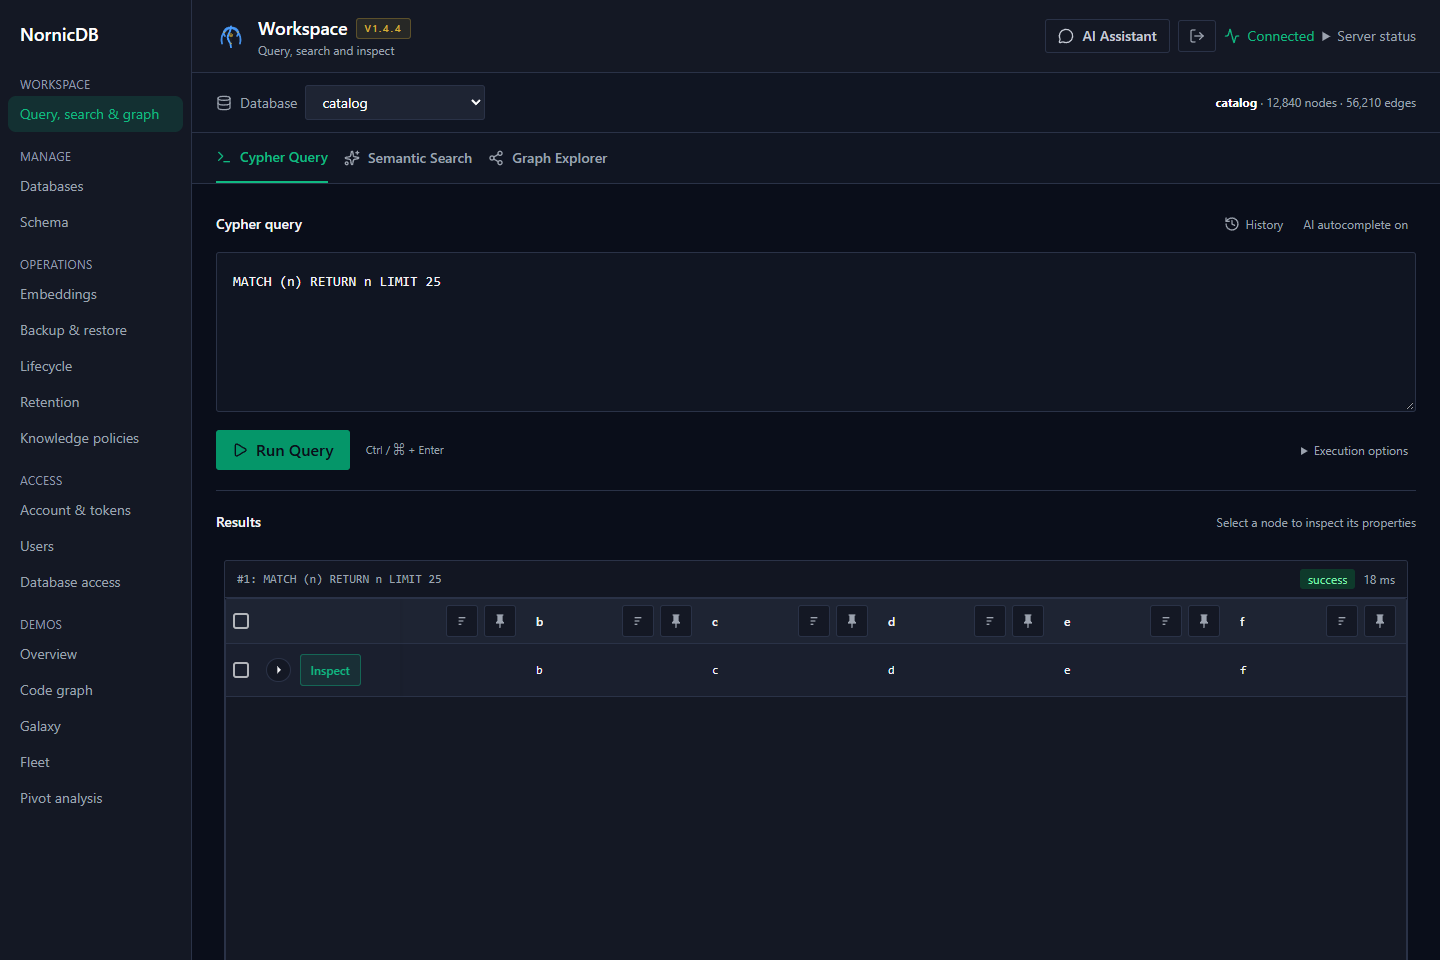 NornicDB
WORKSPACE
Query, search & graph
MANAGE
Databases
Schema
OPERATIONS
Embeddings
Backup & restore
Lifecycle
Retention
Knowledge policies
ACCESS
Account & tokens
Users
Database access
DEMOS
Overview
Code graph
Galaxy
Fleet
Pivot analysis
Workspace V1.4.4
Query, search and inspect
AI Assistant
Connected
Server status
Database catalog
catalog · 12,840 nodes · 56,210 edges
Cypher Query
Semantic Search
Graph Explorer
Cypher query
History
AI autocomplete on
MATCH (n) RETURN n LIMIT 25
Run Query
Ctrl / ⌘ + Enter
Execution options
Results
Select a node to inspect its properties
#1: MATCH (n) RETURN n LIMIT 25
success 18 ms
b c d e f
Inspect b c d e f